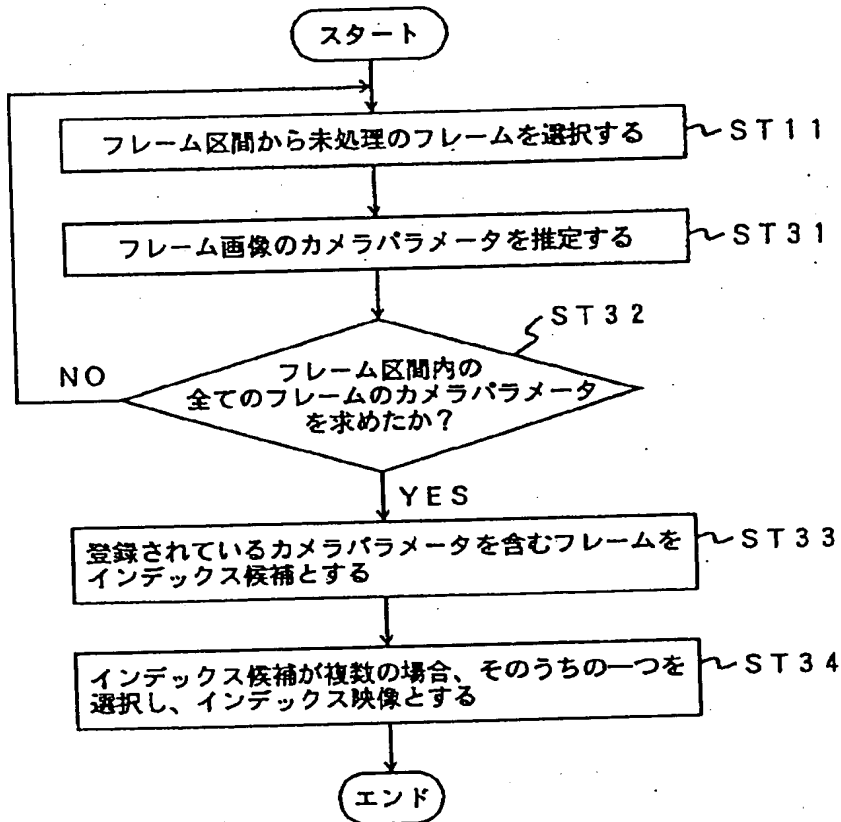 スタート
フレーム区間から未処理のフレームを選択する
ST11
フレーム画像のカメラパラメータを推定する
ST31
ST32
フレーム区間内の
全てのフレームのカメラパラメータ
を求めたか？
NO
YES
登録されているカメラパラメータを含むフレームを
インデックス候補とする
ST33
インデックス候補が複数の場合、そのうちの一つを
選択し、インデックス映像とする
ST34
エンド